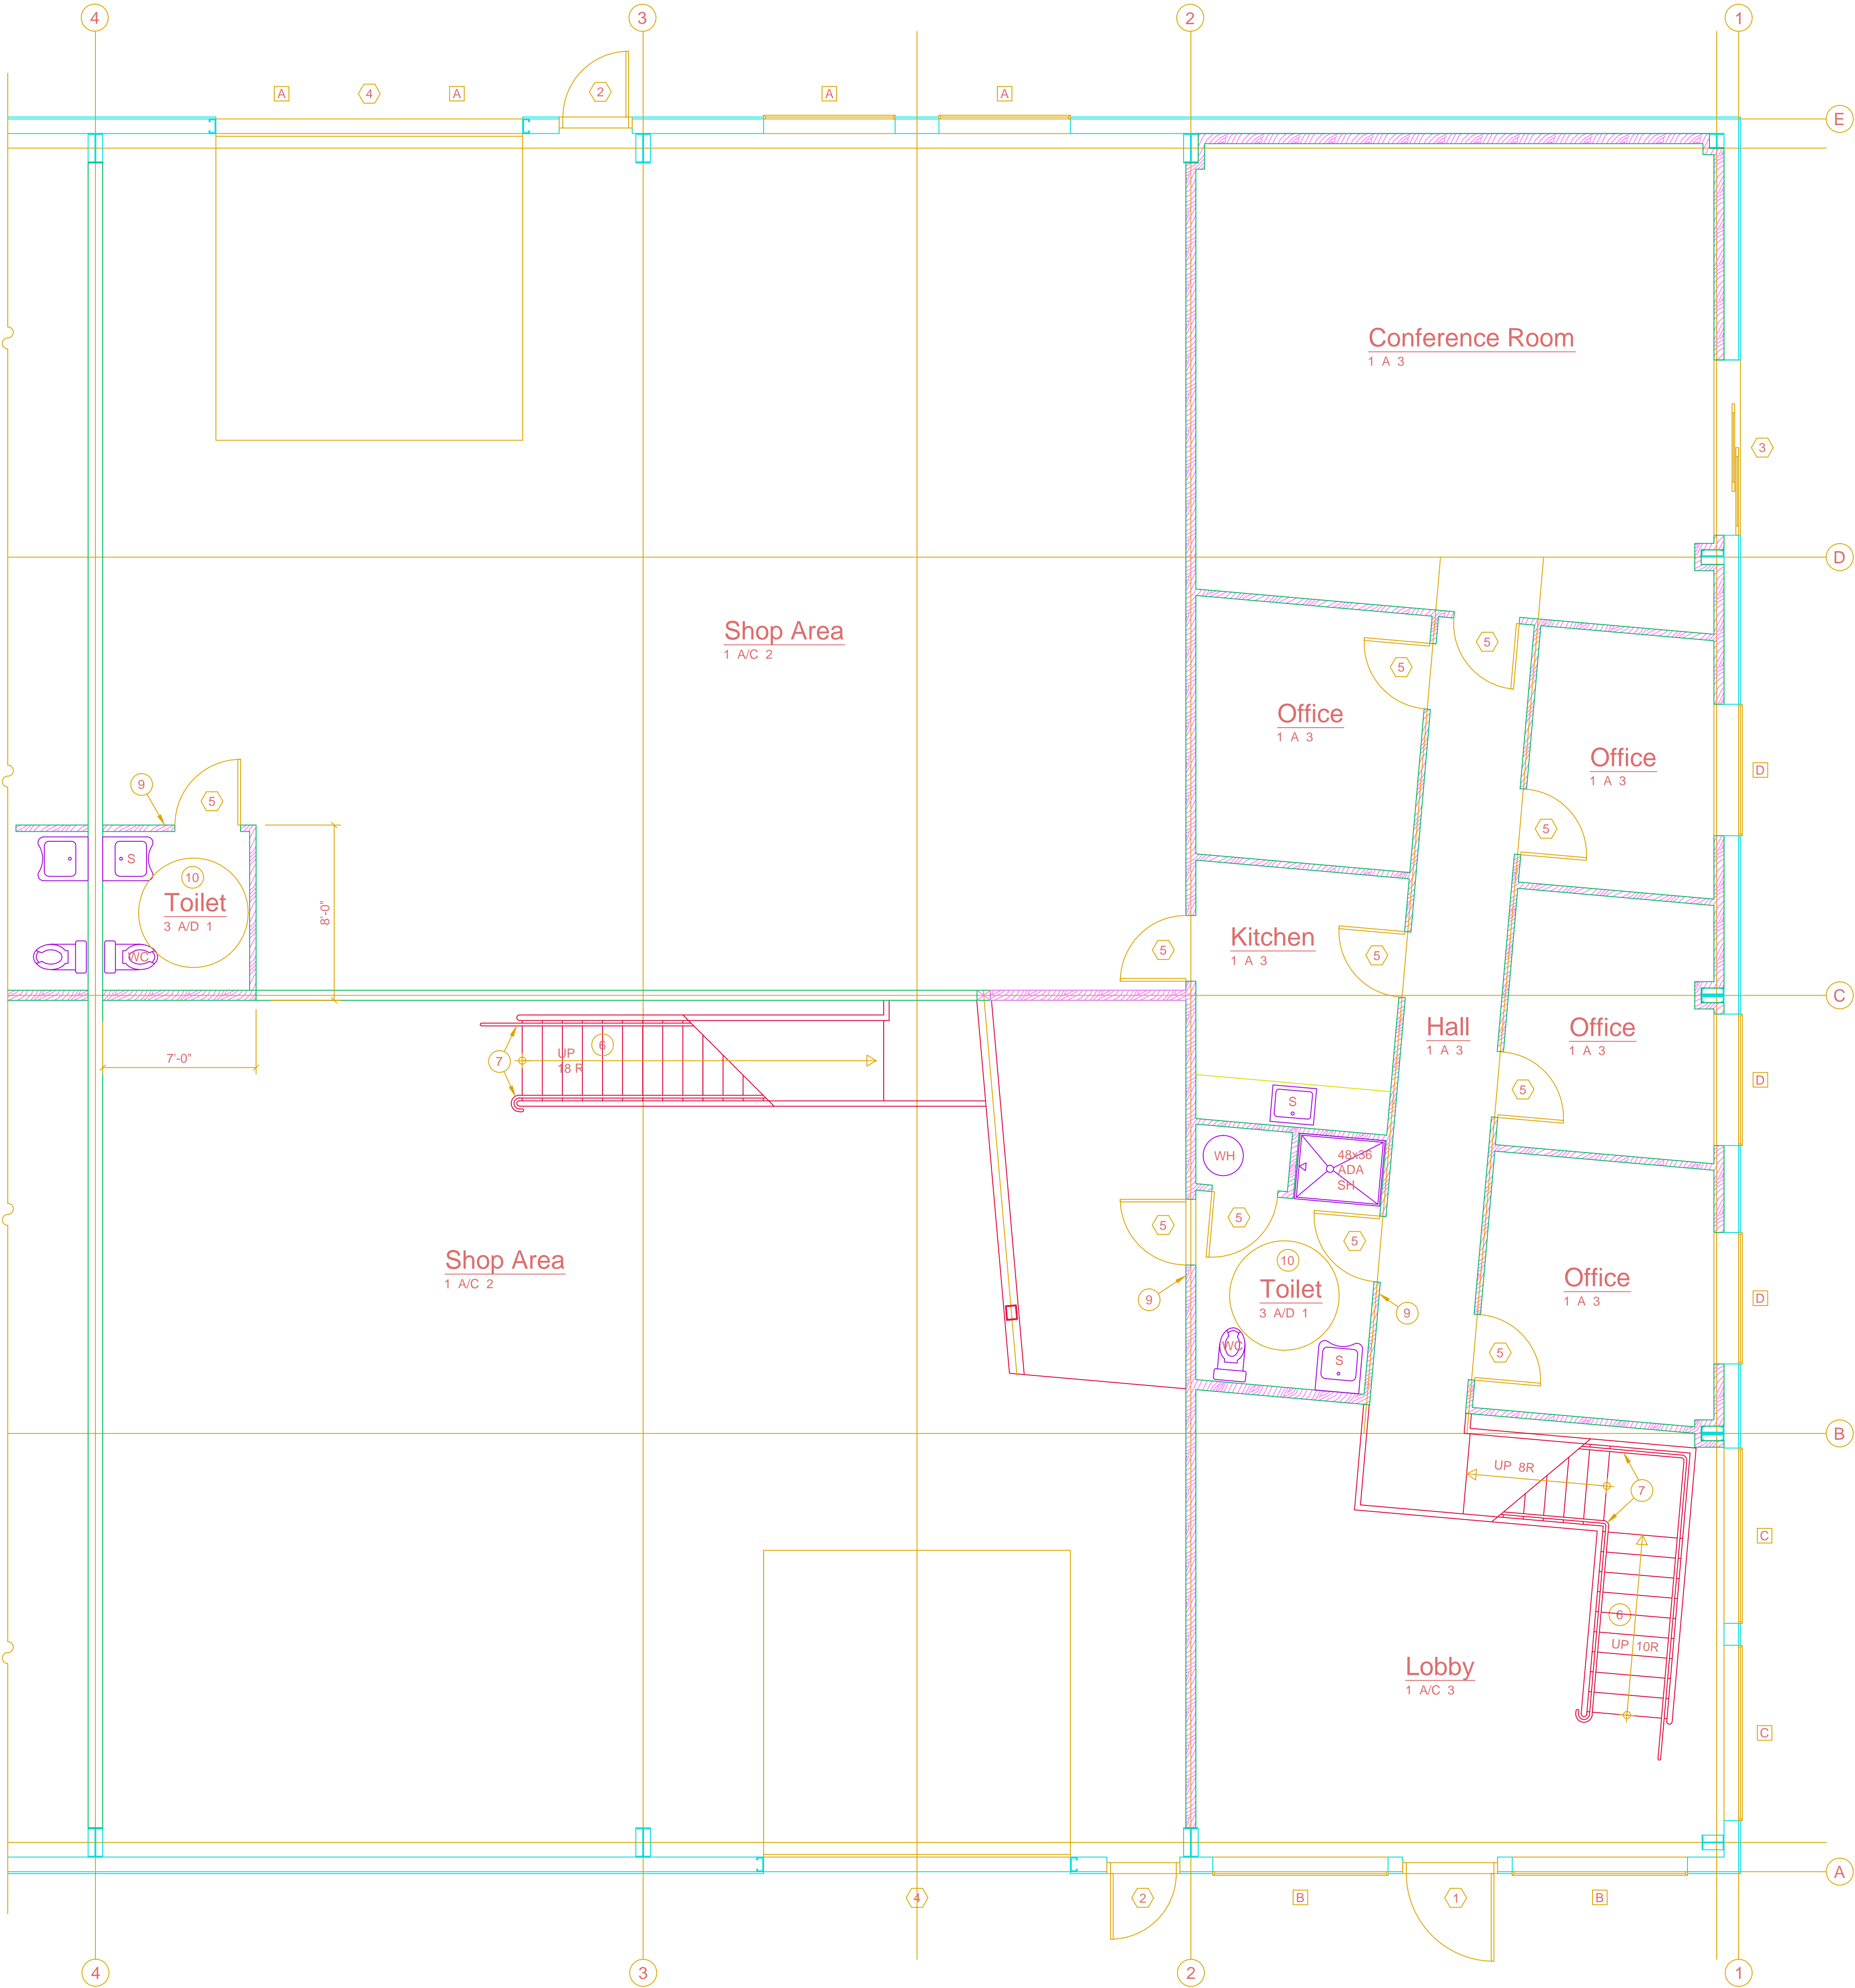 4
3
2
1
A
4
A
2
A
A
E
Conference Room
1 A 3
3
D
Shop Area
1 A/C 2
5
5
Office
1 A 3
Office
1 A 3
D
9
5
5
S
10
Toilet
3 A/D 1
8'-0"
WC
Kitchen
1 A 3
5
5
C
Hall
1 A 3
Office
1 A 3
7'-0"
7
UP
18 R
6
D
5
S
WH
48x36
ADA
SH
5
5
5
Shop Area
1 A/C 2
10
Toilet
3 A/D 1
9
9
Office
1 A 3
D
WC
S
5
B
UP 8R
7
C
6
UP 10R
Lobby
1 A/C 3
C
A
4
2
B
1
B
4
3
2
1